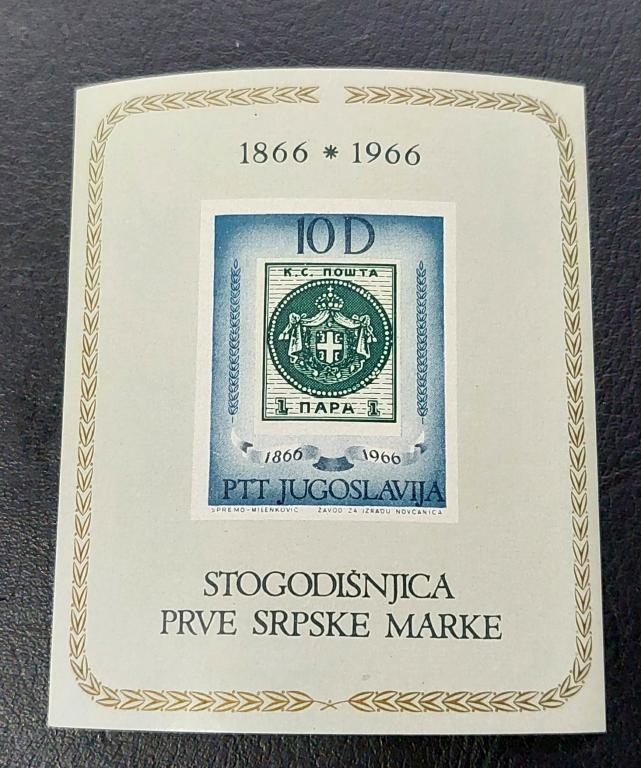 1866 * 1966
10 D
К.С. ПОШТА
1 ПАРА 1
1866 1966
PTT JUGOSLAVIJA
SPREMO-MILENKOVIĆ ZAVOD ZA IZRADU NOVČANICA
STOGODIŠNJICA
PRVE SRPSKE MARKE